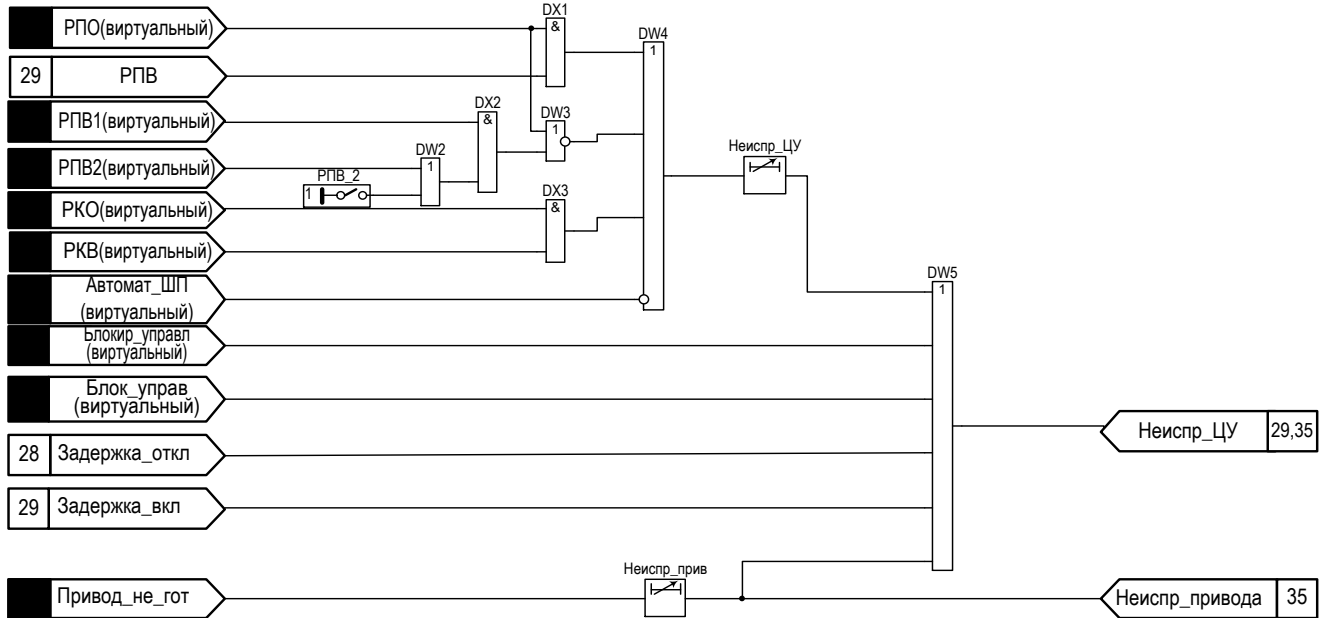 DX1
РПО(виртуальный)
&
DW4
1
29 РПВ
DX2
РПВ1(виртуальный)
&
DW3
1
Неиспр_ЦУ
DW2
РПВ2(виртуальный)
1
РПВ_2
1
DX3
РКО(виртуальный)
&
РКВ(виртуальный)
DW5
Автомат_ШП
(виртуальный)
1
Блокир_управл
(виртуальный)
Блок_управ
(виртуальный)
Неиспр_ЦУ 29,35
28 Задержка_откл
29 Задержка_вкл
Неиспр_прив
Привод_не_гот
Неиспр_привода 35